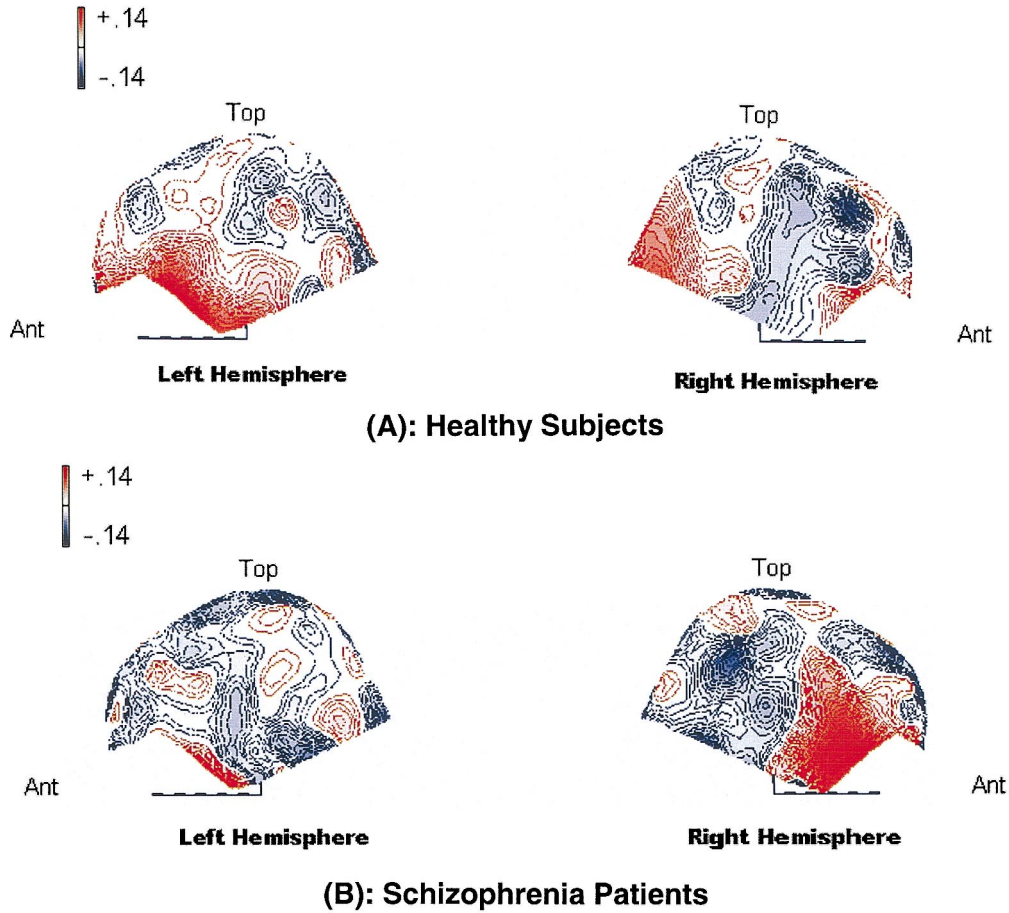 +.14
-.14
Top
Top
Ant
Ant
Left Hemisphere
Right Hemisphere
(A): Healthy Subjects
+.14
-.14
Top
Top
Ant
Ant
Left Hemisphere
Right Hemisphere
(B): Schizophrenia Patients